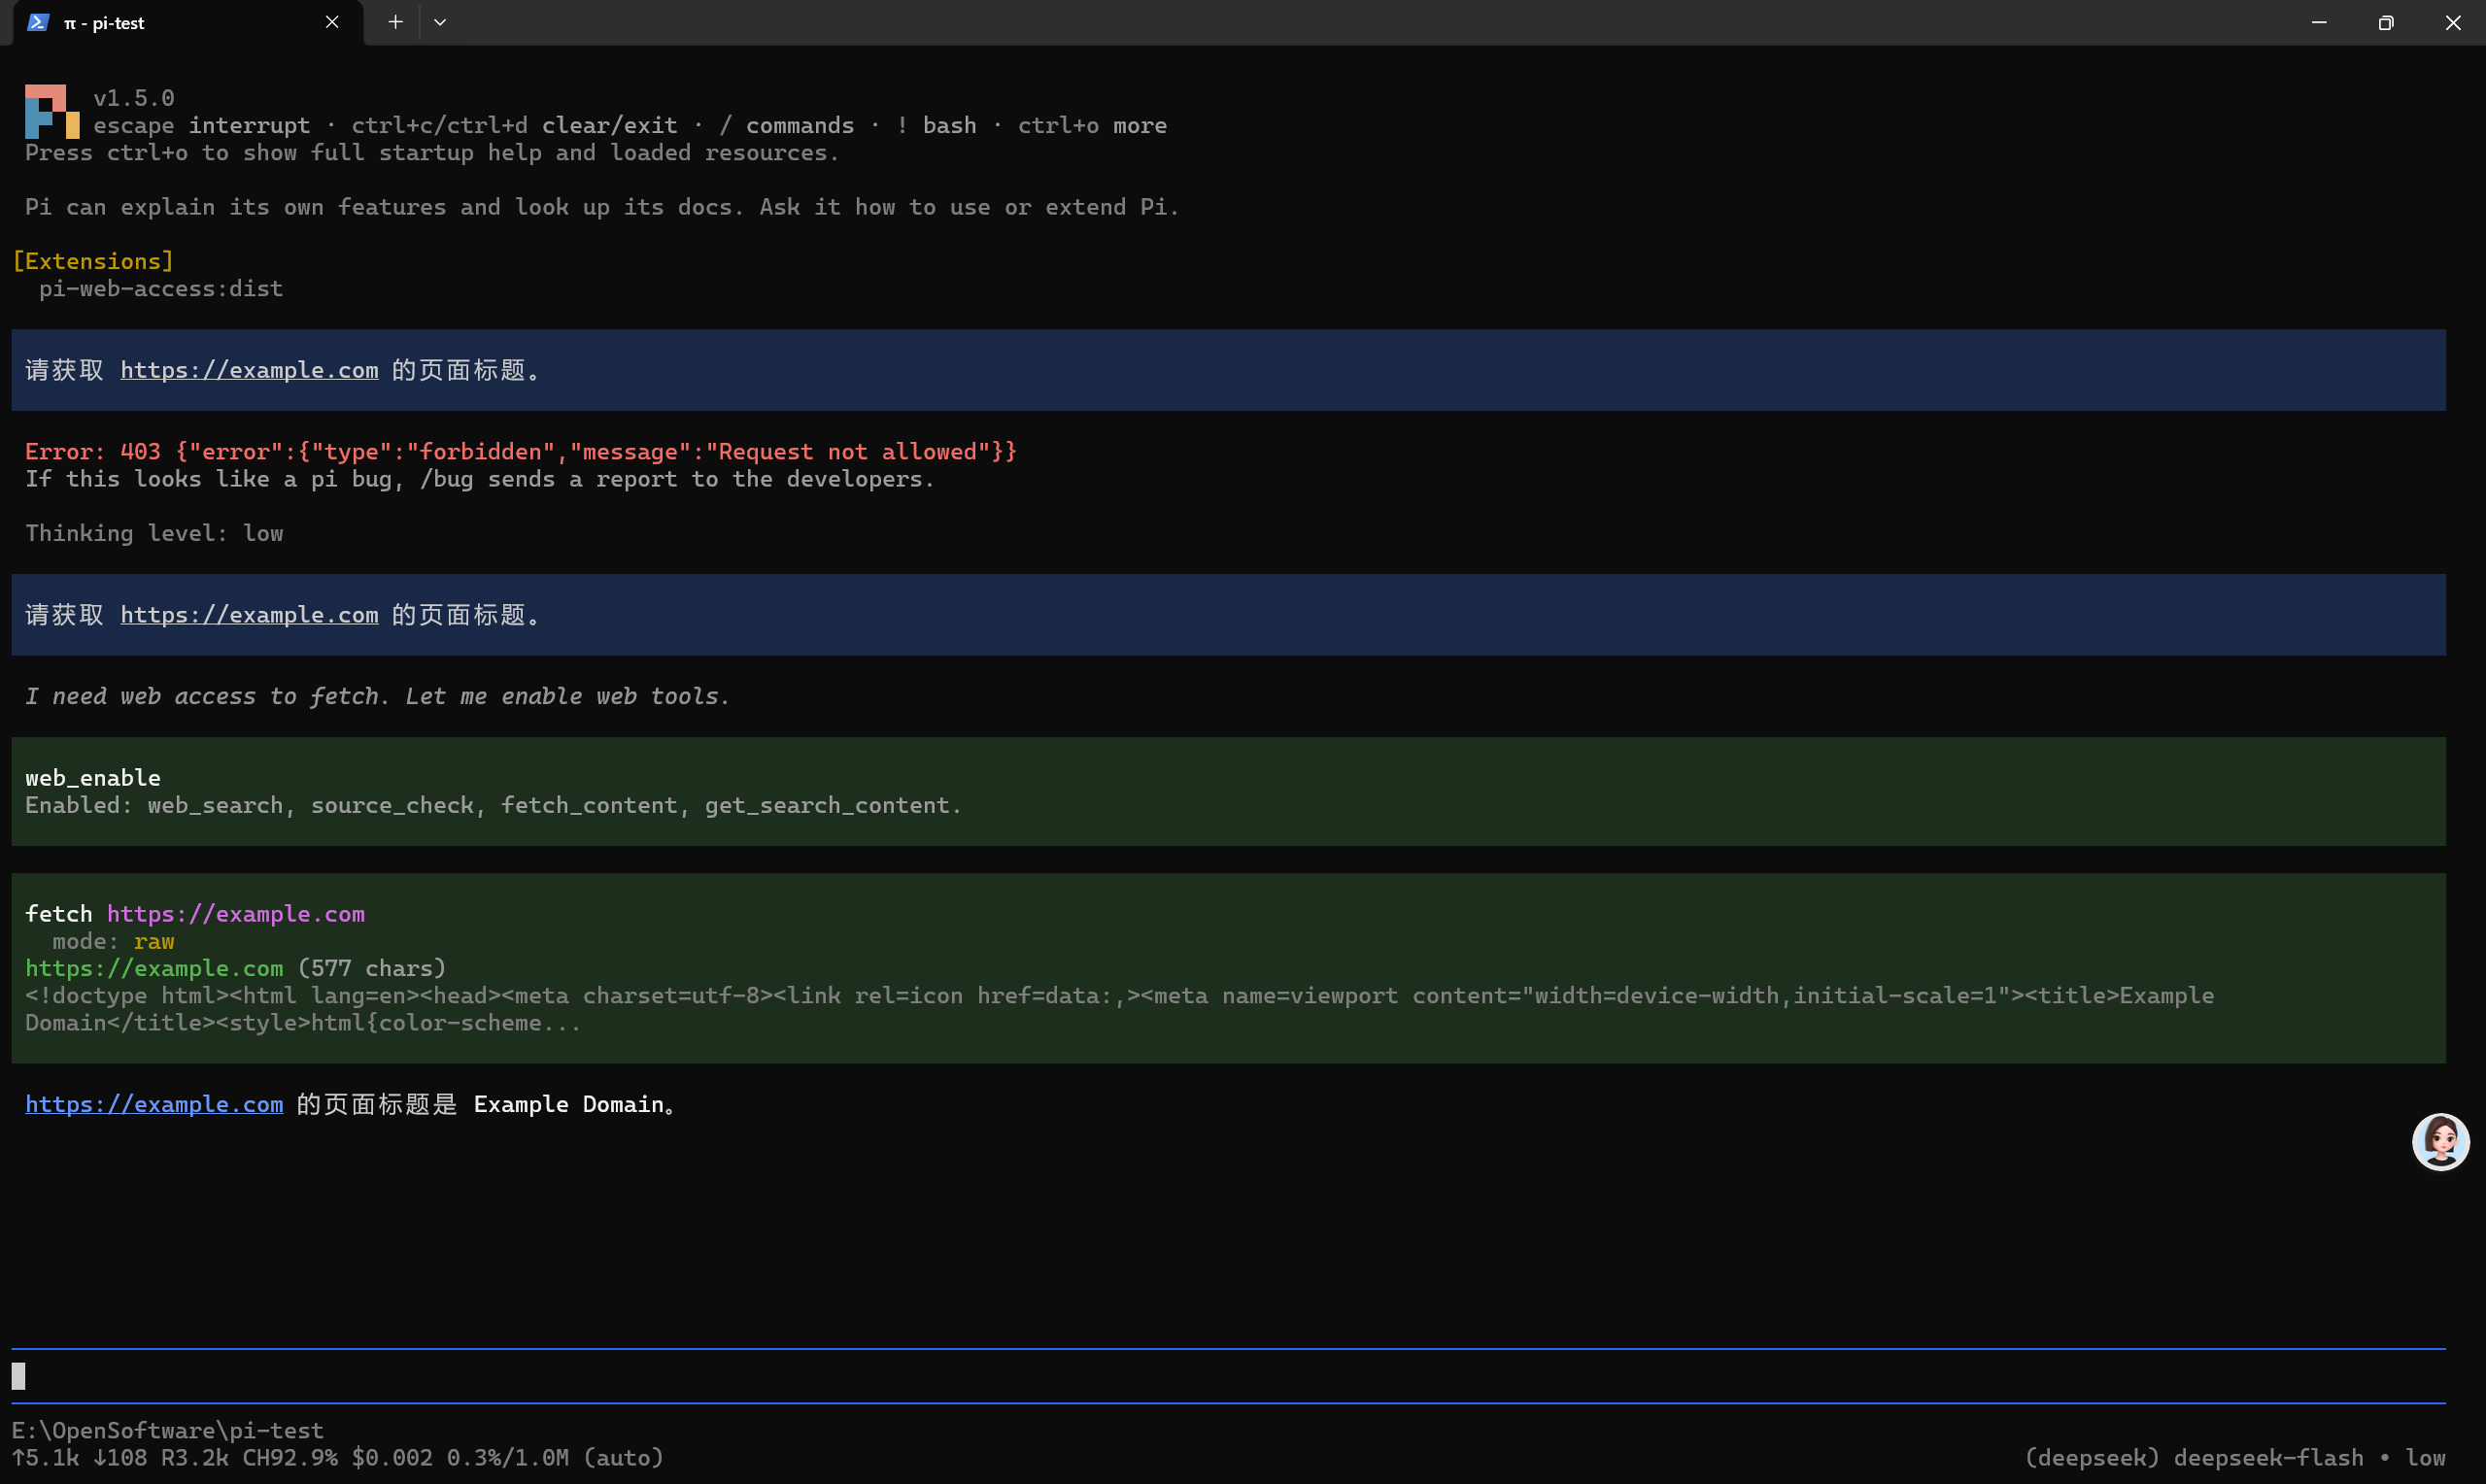 π - pi-test
v1.5.0
escape interrupt · ctrl+c/ctrl+d clear/exit · / commands · ! bash · ctrl+o more
Press ctrl+o to show full startup help and loaded resources.
Pi can explain its own features and look up its docs. Ask it how to use or extend Pi.
[Extensions]
pi-web-access:dist
请获取 https://example.com 的页面标题。
Error: 403 {"error":{"type":"forbidden","message":"Request not allowed"}}
If this looks like a pi bug, /bug sends a report to the developers.
Thinking level: low
请获取 https://example.com 的页面标题。
I need web access to fetch. Let me enable web tools.
web_enable
Enabled: web_search, source_check, fetch_content, get_search_content.
fetch https://example.com
mode: raw
https://example.com (577 chars)
<!doctype html><html lang=en><head><meta charset=utf-8><link rel=icon href=data:,><meta name=viewport content="width=device-width,initial-scale=1"><title>Example
Domain</title><style>html{color-scheme...
https://example.com 的页面标题是 Example Domain。
E:\OpenSoftware\pi-test
↑5.1k ↓108 R3.2k CH92.9% $0.002 0.3%/1.0M (auto)
(deepseek) deepseek-flash • low